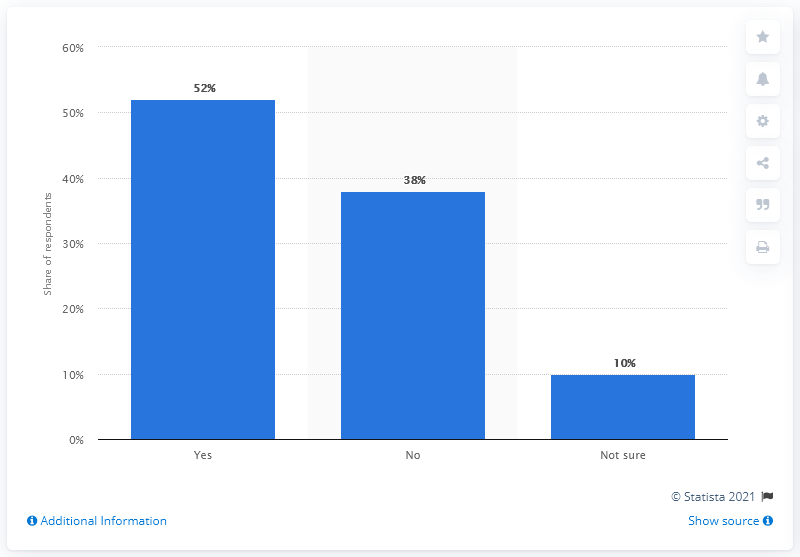 60%
52%
50%
40%
38%
30%
20%
10%
10%
0%
Share of respondents
Yes
No
Not sure
© Statista 2021
Additional Information
Show source